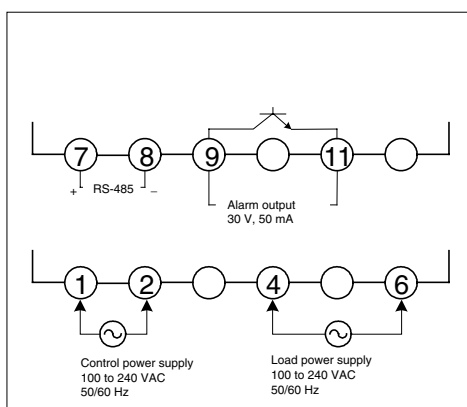 7 8 9 11
+ RS-485 −
Alarm output
30 V, 50 mA
1 2 4 6
Control power supply
100 to 240 VAC
50/60 Hz
Load power supply
100 to 240 VAC
50/60 Hz